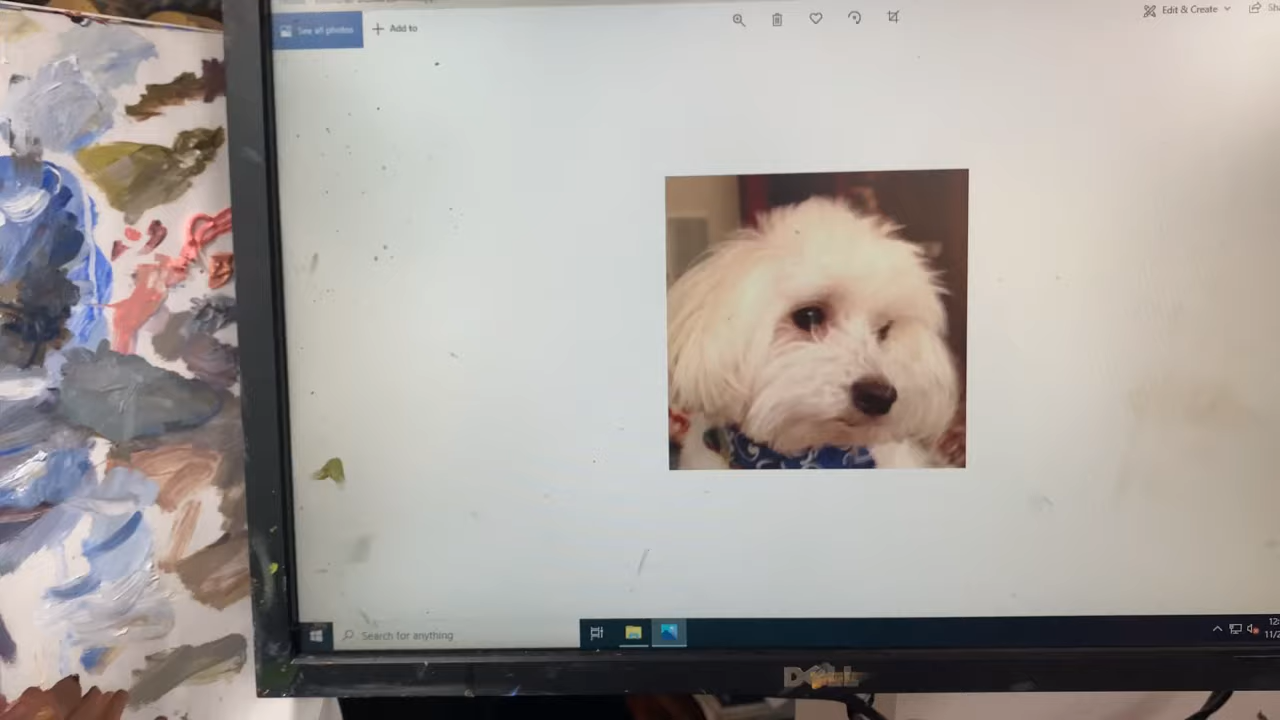 See all photos
Add to
Edit & Create
Search for anything
DELL